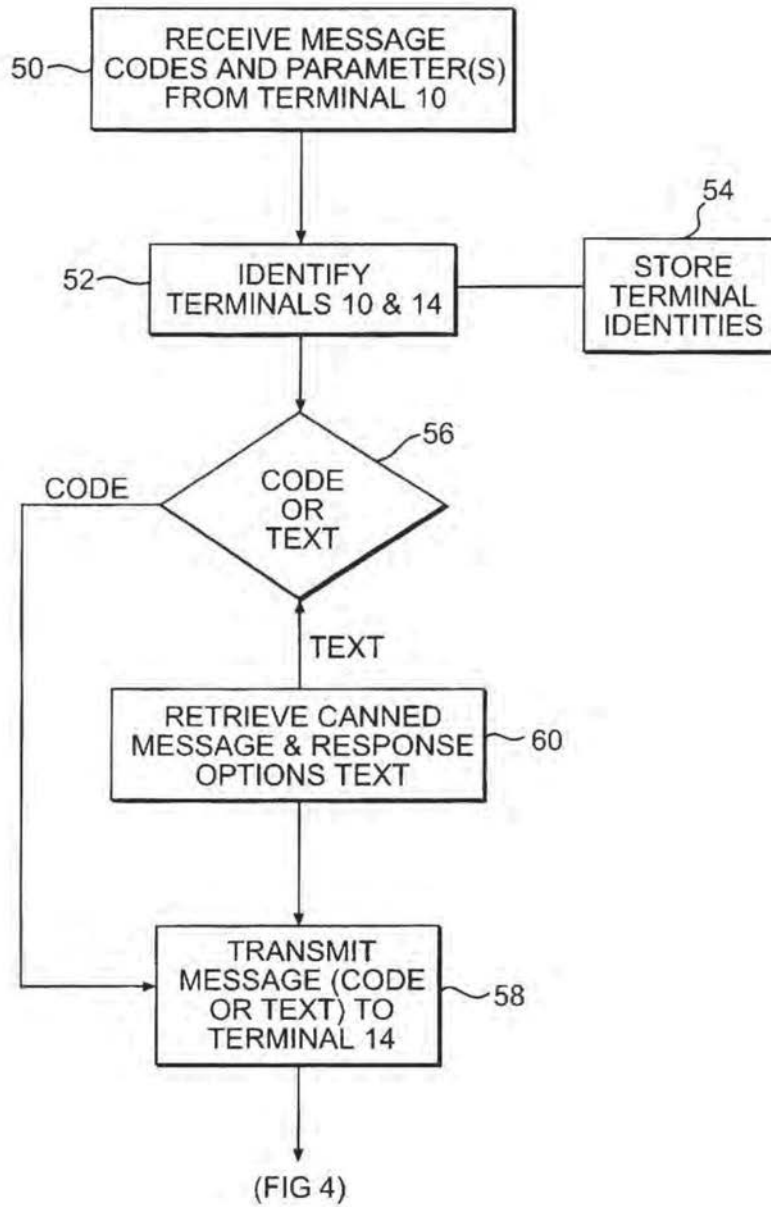 RECEIVE MESSAGE
CODES AND PARAMETER(S)
FROM TERMINAL 10
50
54
52
IDENTIFY
TERMINALS 10 & 14
STORE
TERMINAL
IDENTITIES
56
CODE
CODE
OR
TEXT
TEXT
RETRIEVE CANNED
MESSAGE & RESPONSE
OPTIONS TEXT
60
TRANSMIT
MESSAGE (CODE
OR TEXT) TO
TERMINAL 14
58
(FIG 4)